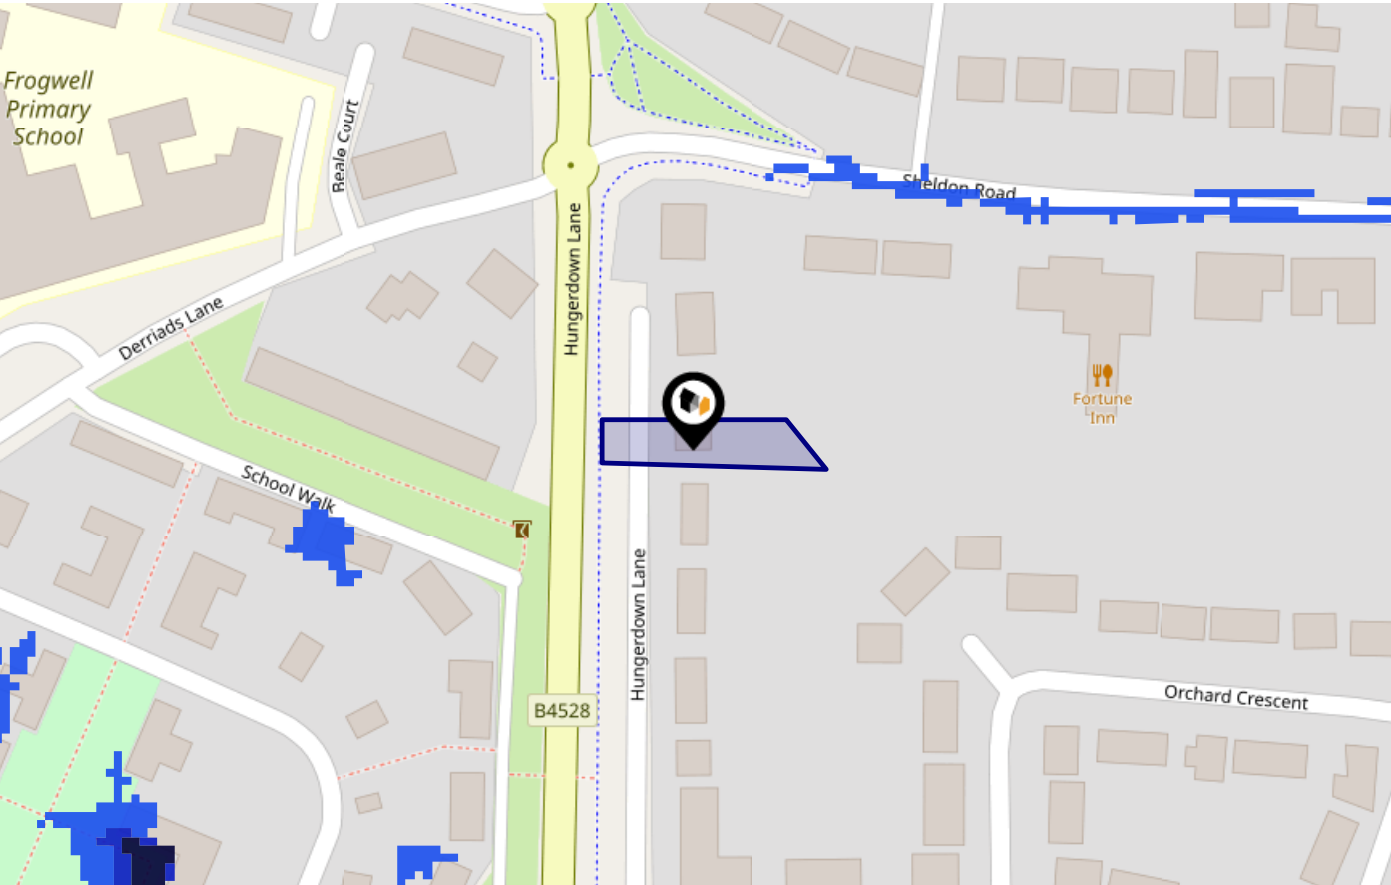 Frogwell
Primary
School
Reale Court
Sheldon Road
Hungerdown Lane
Derriads Lane
Fortune
Inn
School Walk
Hungerdown Lane
B4528
Orchard Crescent